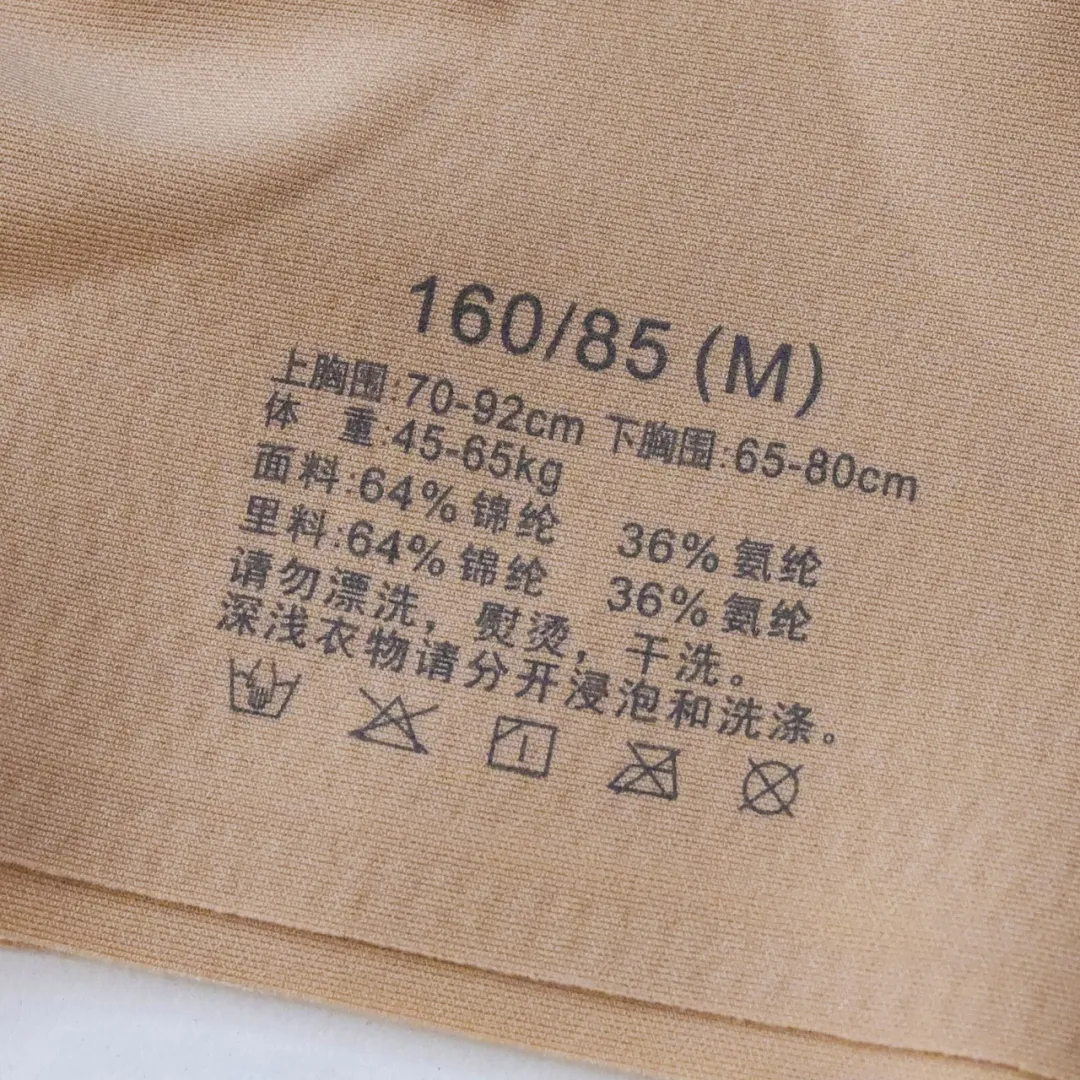 160/85 (M)
上胸围:70-92cm 下胸围:65-80cm
体 重:45-65kg
面料:64%锦纶 36%氨纶
里料:64%锦纶 36%氨纶
请勿漂洗，熨烫，干洗。
深浅衣物请分开浸泡和洗涤。